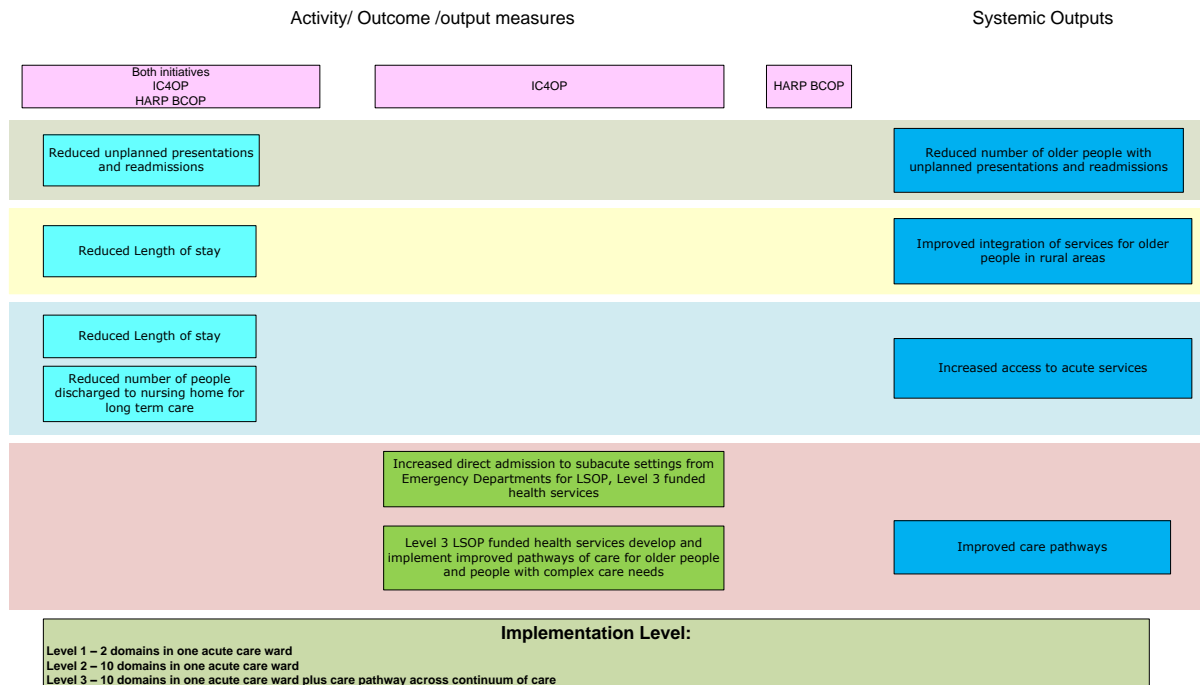 Activity/ Outcome /output measures
Systemic Outputs
Both initiatives
IC4OP
HARP BCOP
IC4OP
HARP BCOP
Reduced unplanned presentations
and readmissions
Reduced number of older people with
unplanned presentations and readmissions
Reduced Length of stay
Improved integration of services for older
people in rural areas
Reduced Length of stay
Reduced number of people
discharged to nursing home for
long term care
Increased access to acute services
Increased direct admission to subacute settings from
Emergency Departments for LSOP, Level 3 funded
health services
Level 3 LSOP funded health services develop and
implement improved pathways of care for older people
and people with complex care needs
Improved care pathways
Implementation Level:
Level 1 – 2 domains in one acute care ward
Level 2 – 10 domains in one acute care ward
Level 3 – 10 domains in one acute care ward plus care pathway across continuum of care